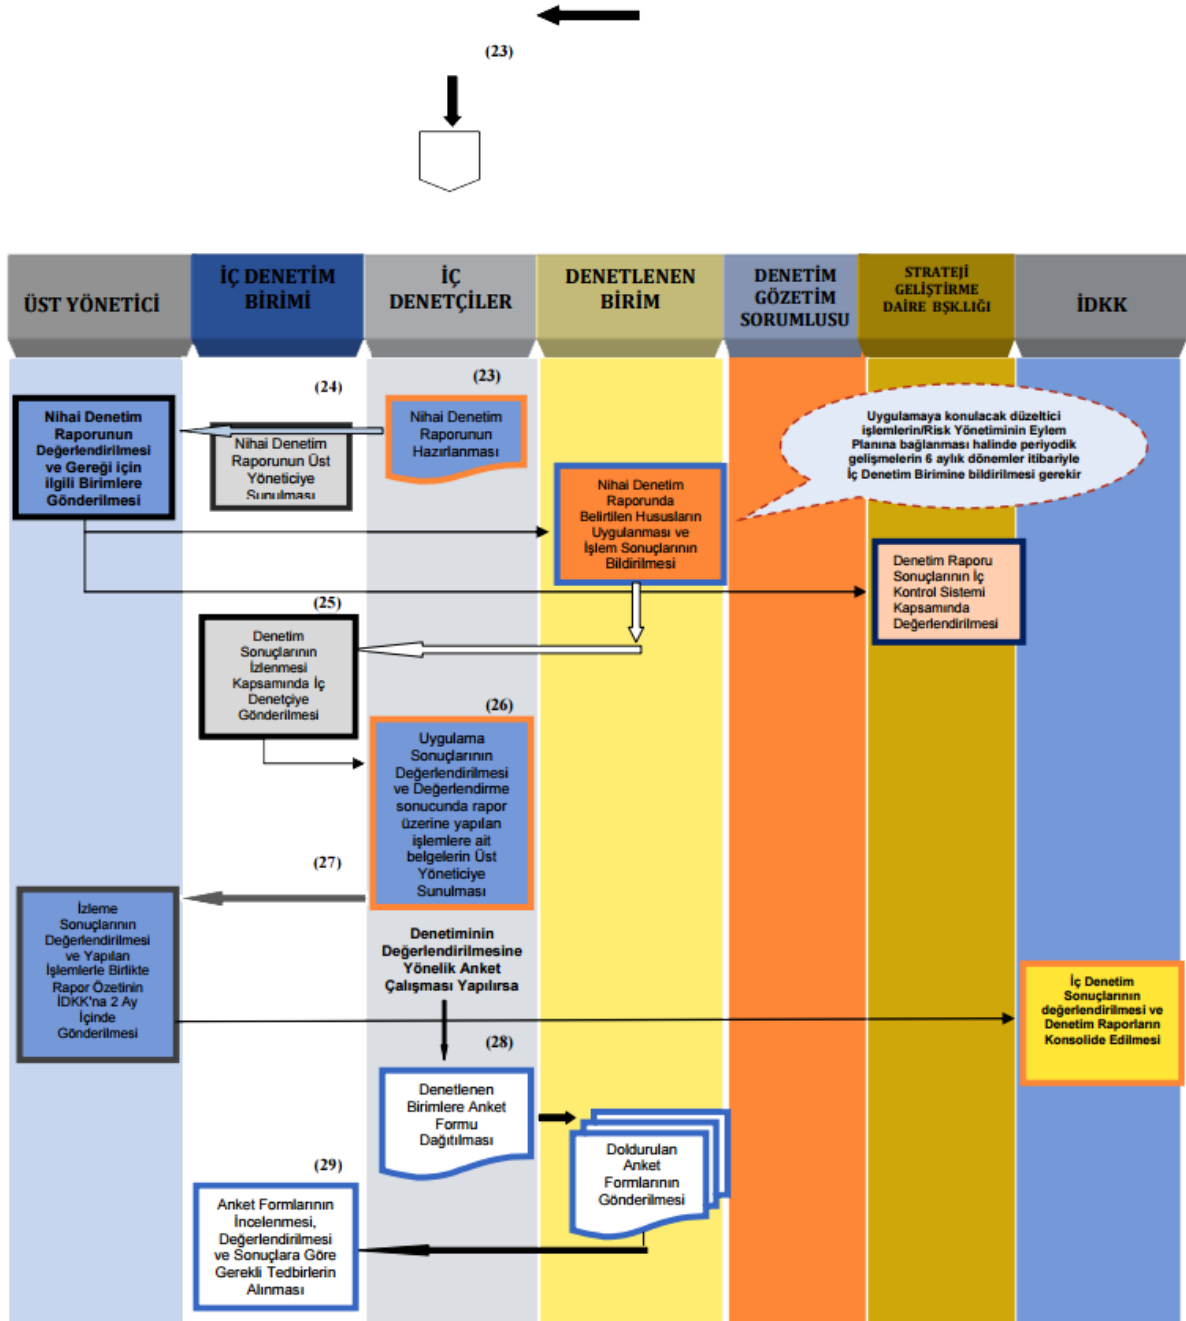 (23)
ÜST YÖNETİCİ
İÇ DENETİM
BİRİMİ
İÇ
DENETÇİLER
DENETLENEN
BİRİM
DENETİM
GÖZETİM
SORUMLUSU
STRATEJİ
GELİŞTİRME
DAİRE BŞK.LIĞI
İDKK
(24)
(23)
Nihai Denetim
Raporunun
Değerlendirilmesi
ve Gereği için
ilgili Birimlere
Gönderilmesi
Nihai Denetim
Raporunun Üst
Yöneticiye
Sunulması
Nihai Denetim
Raporunun
Hazırlanması
Uygulamaya konulacak düzeltici
işlemlerin/Risk Yönetiminin Eylem
Planına bağlanması halinde periyodik
gelişmelerin 6 aylık dönemler itibariyle
İç Denetim Birimine bildirilmesi gerekir
Nihai Denetim
Raporunda
Belirtilen Hususların
Uygulanması ve
İşlem Sonuçlarının
Bildirilmesi
Denetim Raporu
Sonuçlarının İç
Kontrol Sistemi
Kapsamında
Değerlendirilmesi
(25)
Denetim
Sonuçlarının
İzlenmesi
Kapsamında İç
Denetçiye
Gönderilmesi
(26)
Uygulama
Sonuçlarının
Değerlendirilmesi
ve Değerlendirme
sonucunda rapor
üzerine yapılan
işlemlere ait
belgelerin Üst
Yöneticiye
Sunulması
(27)
İzleme
Sonuçlarının
Değerlendirilmesi
ve Yapılan
İşlemlerle Birlikte
Rapor Özetinin
İDKK'na 2 Ay
İçinde
Gönderilmesi
Denetiminin
Değerlendirilmesine
Yönelik Anket
Çalışması Yapılırsa
İç Denetim
Sonuçlarının
değerlendirilmesi ve
Denetim Raporların
Konsolide Edilmesi
(28)
Denetlenen
Birimlere Anket
Formu
Dağıtılması
Doldurulan
Anket
Formlarının
Gönderilmesi
(29)
Anket Formlarının
İncelenmesi,
Değerlendirilmesi
ve Sonuçlara Göre
Gerekli Tedbirlerin
Alınması